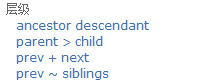 层级
ancestor descendant
parent > child
prev + next
prev ~ siblings